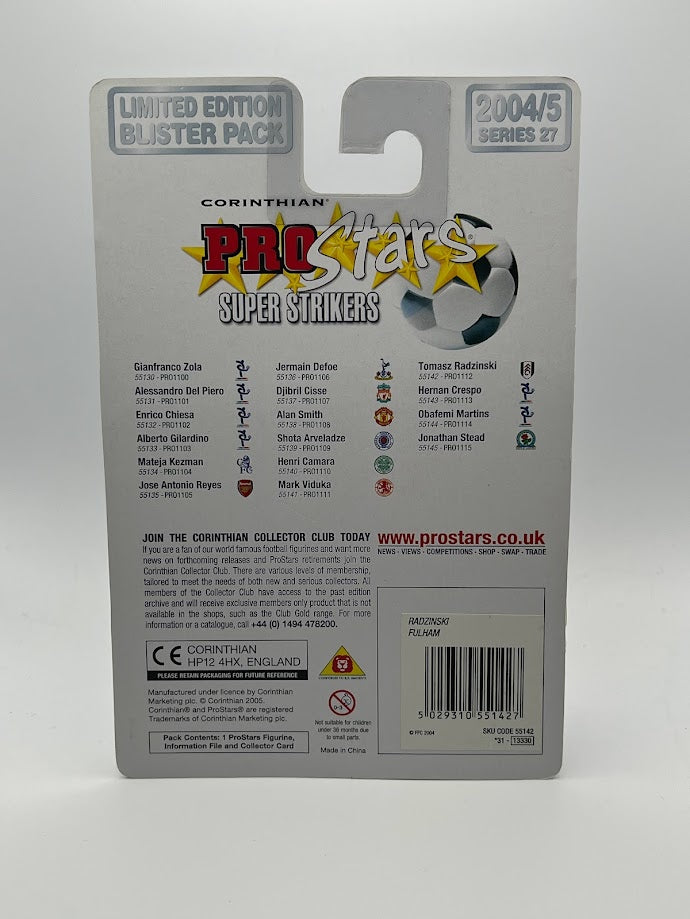 LIMITED EDITION
BLISTER PACK
2004/5
SERIES 27
CORINTHIAN®
PROStars®
SUPER STRIKERS
Gianfranco Zola
55130 - PRO1100
Alessandro Del Piero
55131 - PRO1101
Enrico Chiesa
55132 - PRO1102
Alberto Gilardino
55133 - PRO1103
Mateja Kezman
55134 - PRO1104
Jose Antonio Reyes
55135 - PRO1105
Jermain Defoe
55136 - PRO1106
Djibril Cisse
55137 - PRO1107
Alan Smith
55138 - PRO1108
Shota Arveladze
55139 - PRO1109
Henri Camara
55140 - PRO1110
Mark Viduka
55141 - PRO1111
Tomasz Radzinski
55142 - PRO1112
Hernan Crespo
55143 - PRO1113
Obafemi Martins
55144 - PRO1114
Jonathan Stead
55145 - PRO1115
JOIN THE CORINTHIAN COLLECTOR CLUB TODAY
If you are a fan of our world famous football figurines and want more
news on forthcoming releases and ProStars retirements join the
Corinthian Collector Club. There are various levels of membership,
tailored to meet the needs of both new and serious collectors. All
members of the Collector Club have access to the past edition
archive and will receive exclusive members only product that is not
available in the shops, such as the Club Gold range. For more
information or a catalogue, call +44 (0) 1494 478200.
www.prostars.co.uk
NEWS - VIEWS - COMPETITIONS - SHOP - SWAP - TRADE
CE CORINTHIAN
HP12 4HX, ENGLAND
PLEASE RETAIN PACKAGING FOR FUTURE REFERENCE
Manufactured under licence by Corinthian
Marketing plc. © Corinthian 2005.
Corinthian® and ProStars® are registered
Trademarks of Corinthian Marketing plc.
Pack Contents: 1 ProStars Figurine,
Information File and Collector Card
0-3
Not suitable for children
under 36 months due
to small parts.
Made in China
RADZINSKI
FULHAM
5 029310 551427
© FPC 2004
SKU CODE 55142
*31 - 13330